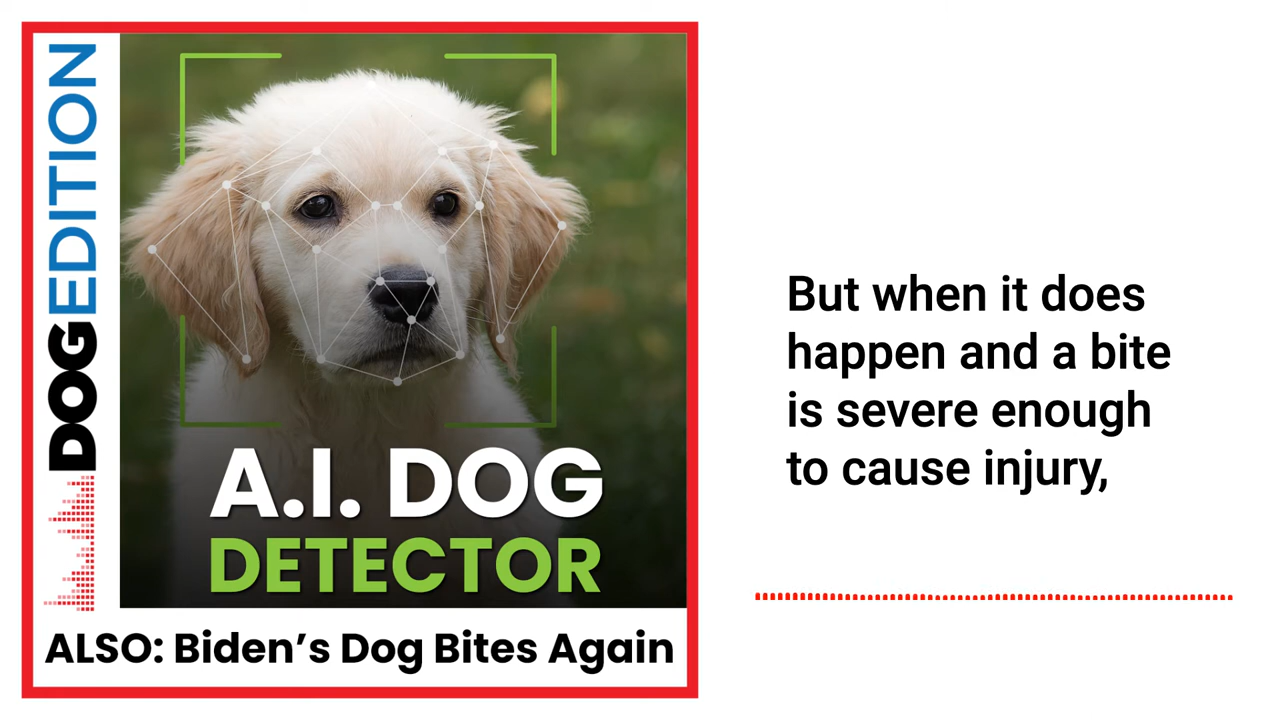 DOGEDITION
A.I. DOG
DETECTOR
ALSO: Biden’s Dog Bites Again
But when it does
happen and a bite
is severe enough
to cause injury,